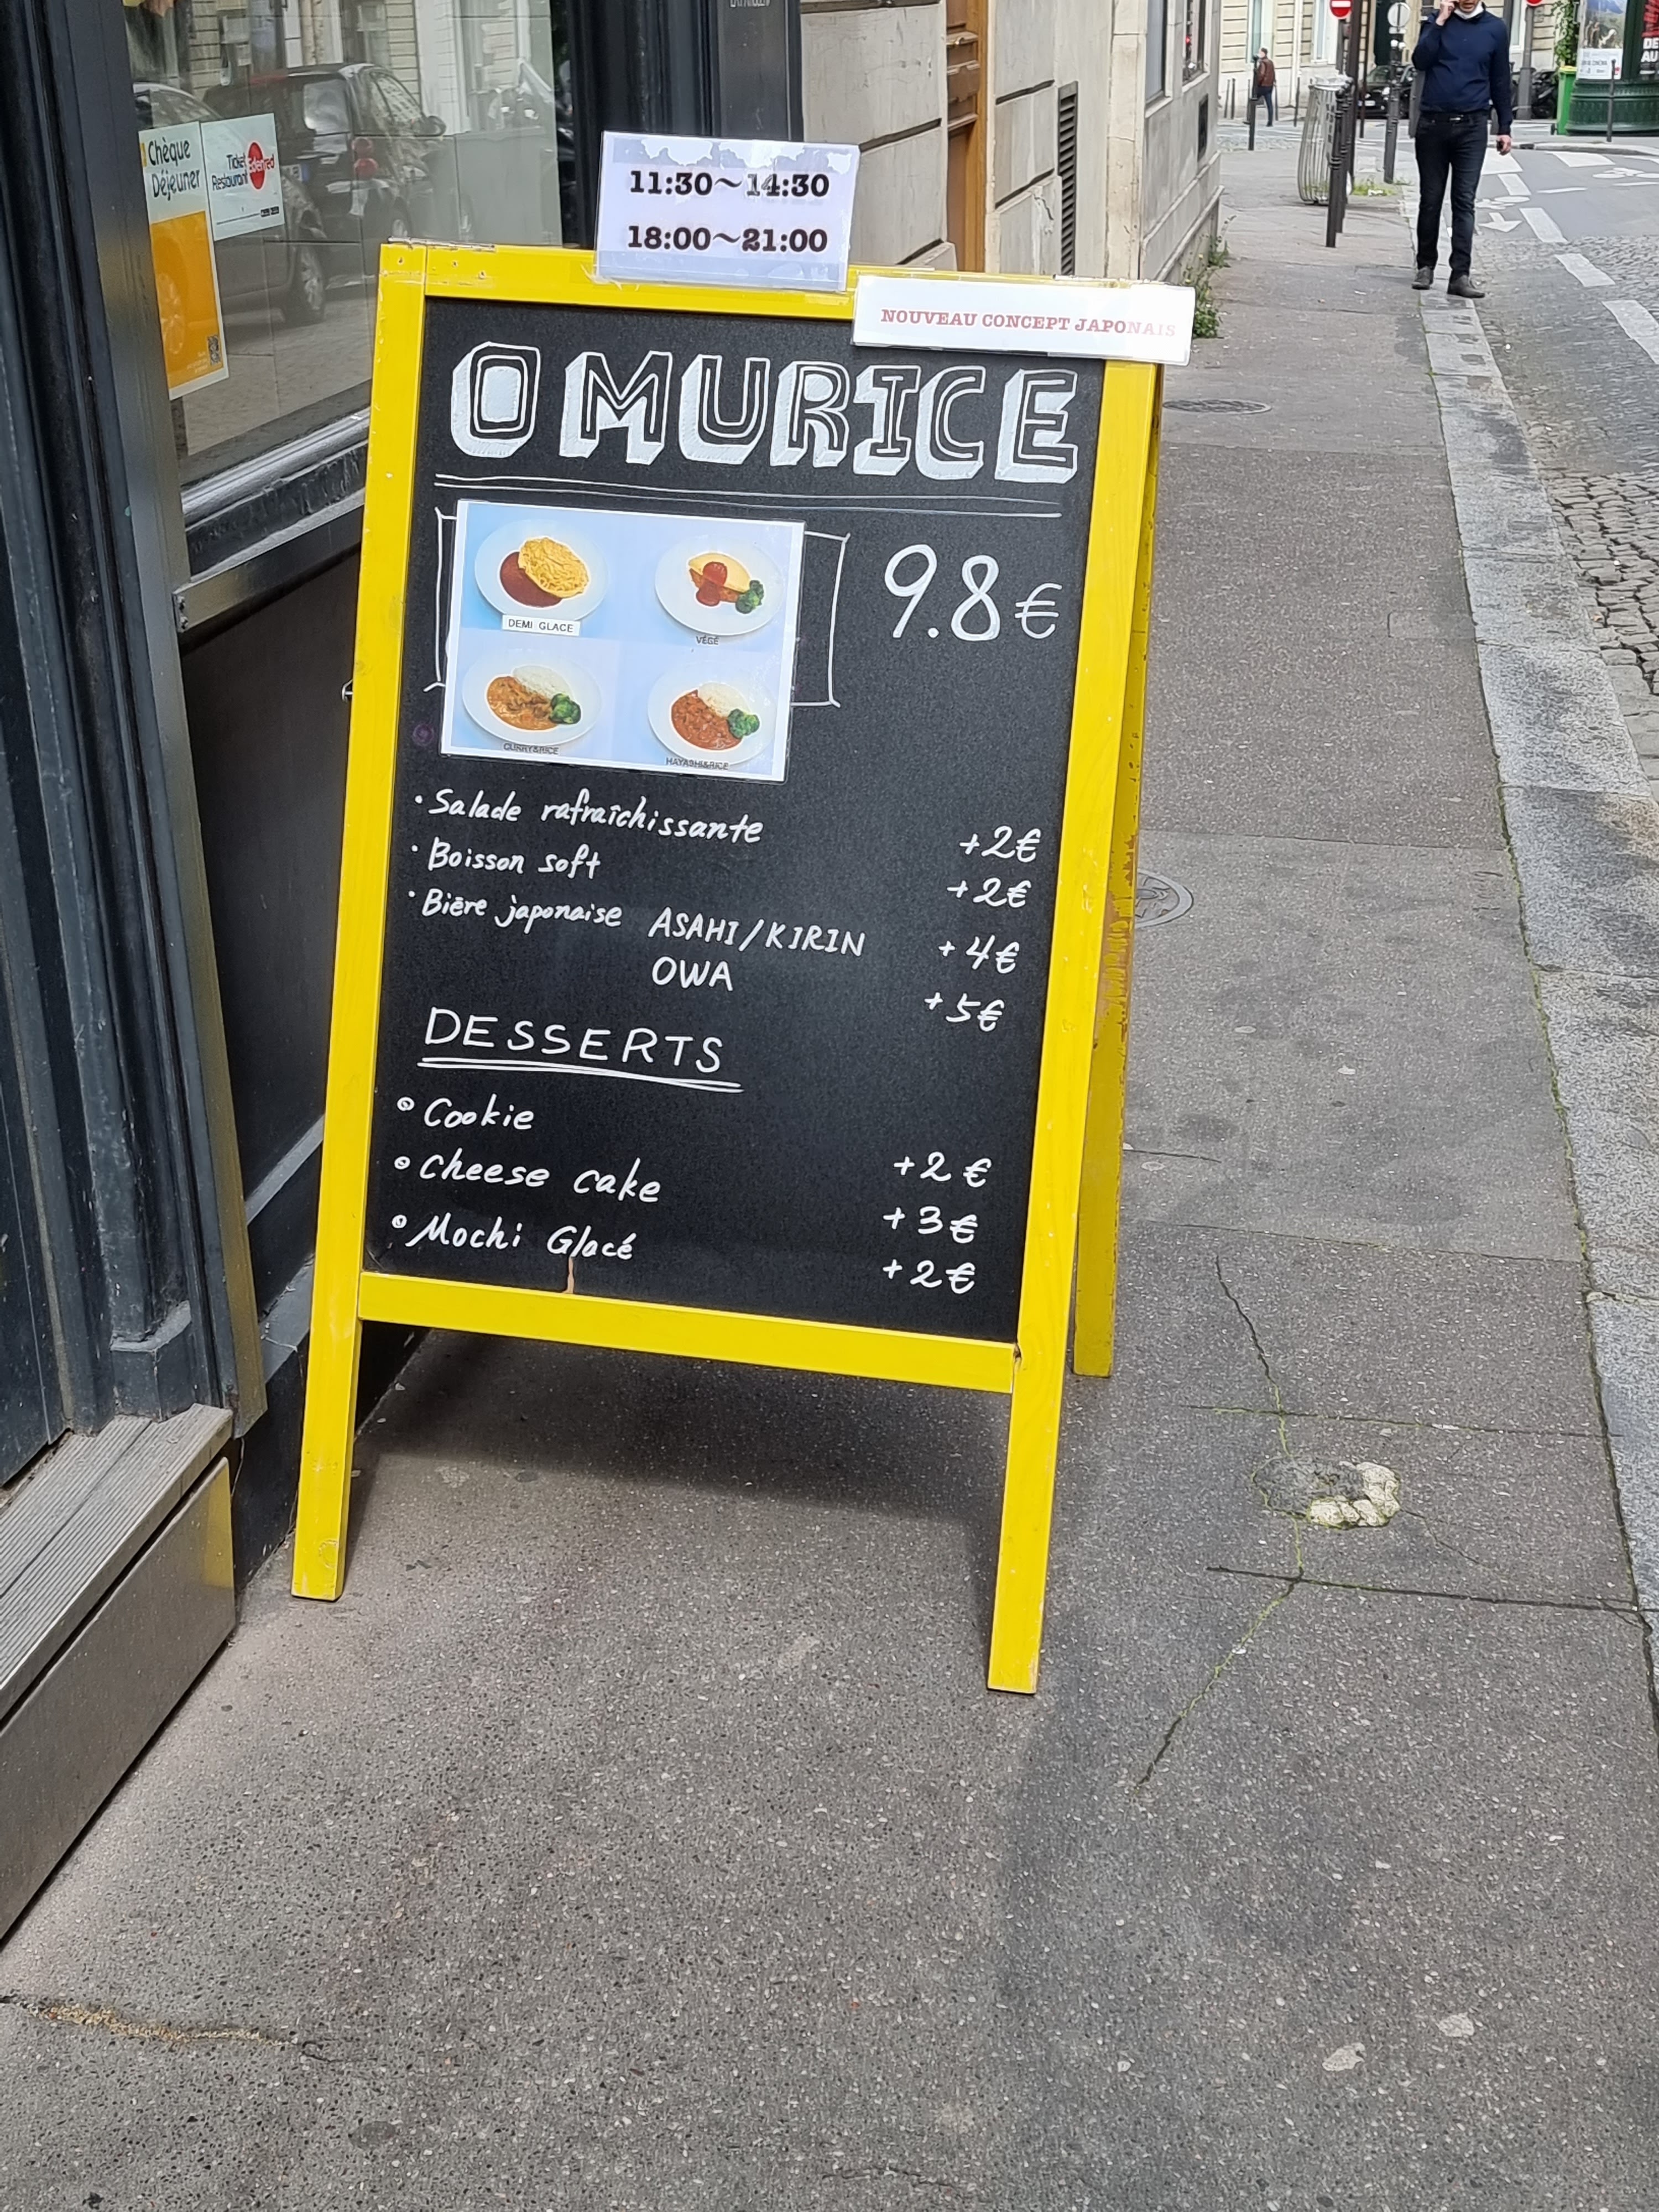 Chèque
Déjeuner
Ticket
Restaurant
Edenred
11:30~14:30
18:00~21:00
NOUVEAU CONCEPT JAPONAIS
OMURICE
9.8€
DEMI GLACE
VÉGÉ
CURRY&RICE
HAYASHI&RICE
· Salade rafraîchissante +2€
· Boisson soft +2€
· Bière japonaise ASAHI/KIRIN +4€
OWA +5€
DESSERTS
Cookie +2€
Cheese cake +3€
Mochi Glacé +2€